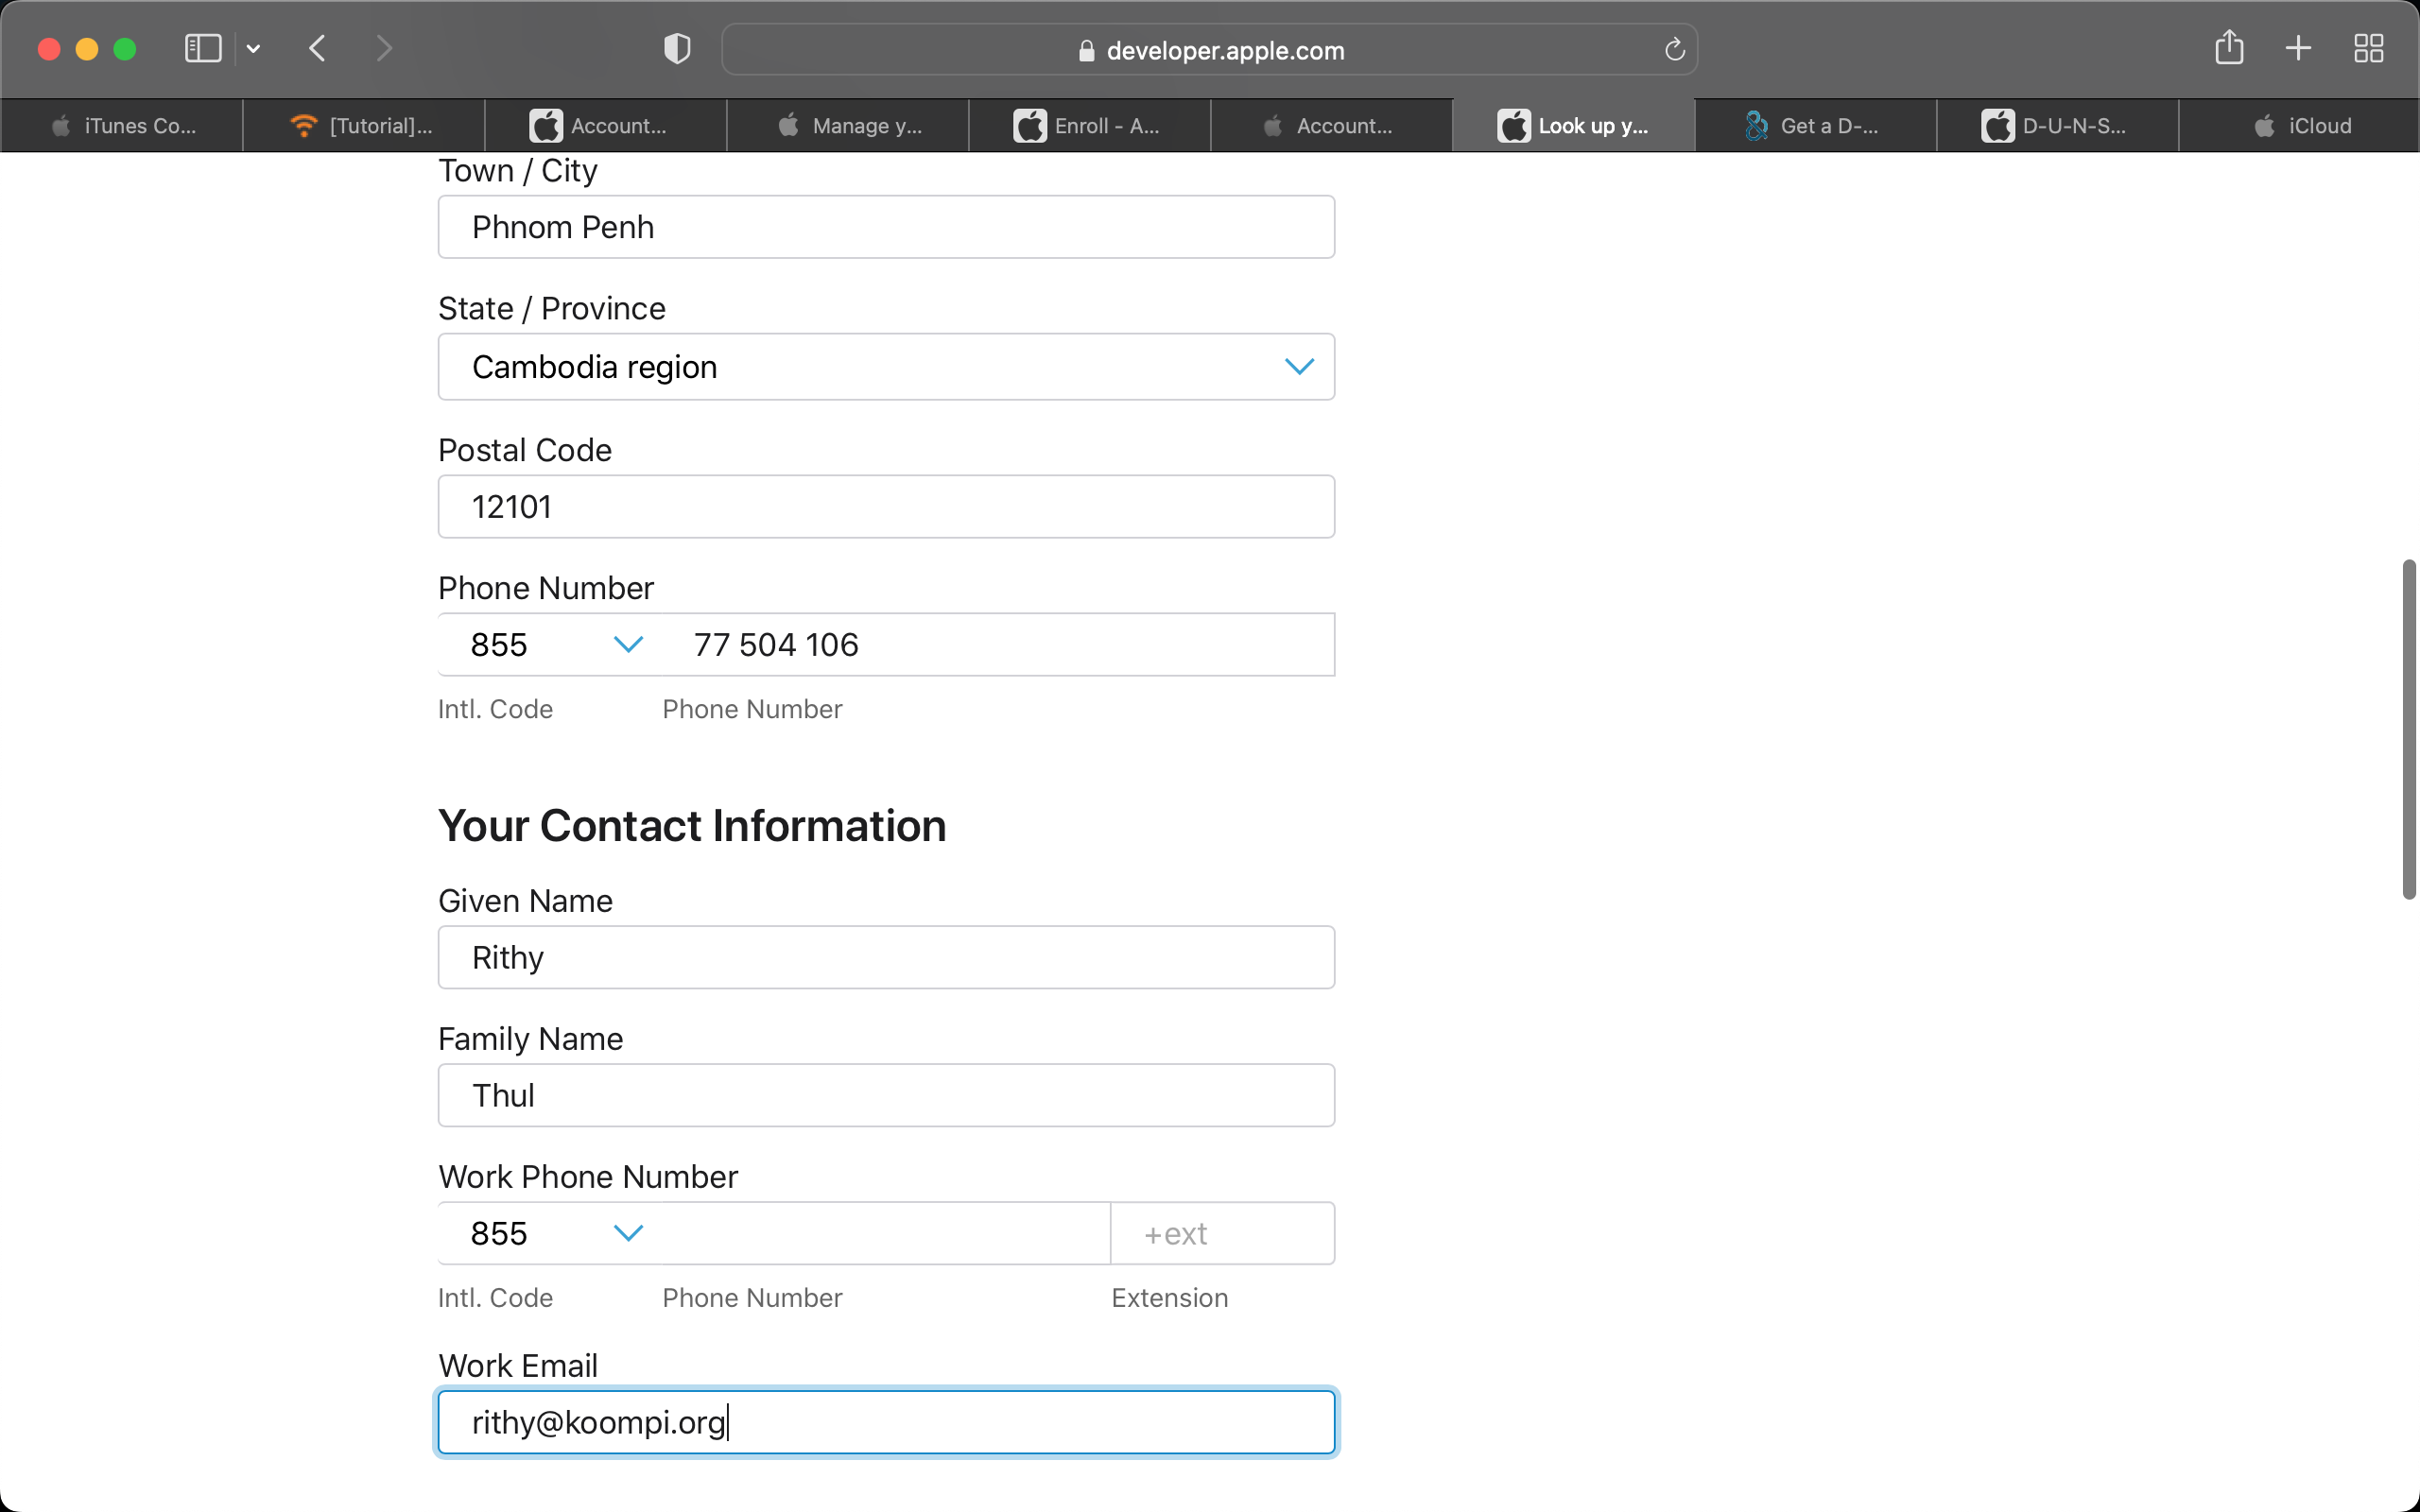 developer.apple.com
iTunes Co...
[Tutorial]...
Account...
Manage y...
Enroll - A...
Account...
Look up y...
Get a D-...
D-U-N-S...
iCloud
Town / City
Phnom Penh
State / Province
Cambodia region
Postal Code
12101
Phone Number
855 77 504 106
Intl. Code Phone Number
Your Contact Information
Given Name
Rithy
Family Name
Thul
Work Phone Number
855 +ext
Intl. Code Phone Number Extension
Work Email
rithy@koompi.org